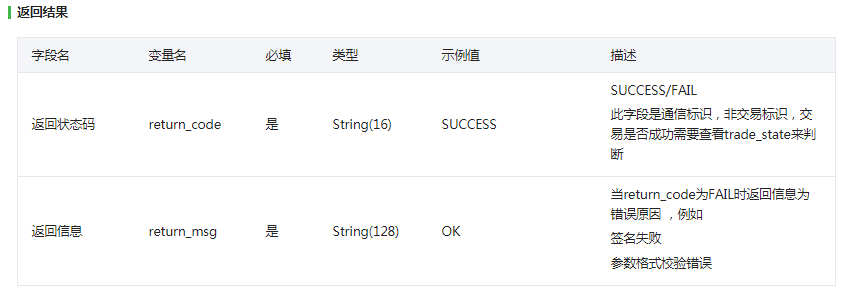 返回结果
字段名 变量名 必填 类型 示例值 描述
返回状态码 return_code 是 String(16) SUCCESS SUCCESS/FAIL
此字段是通信标识，非交易标识，交
易是否成功需要查看trade_state来判
断
返回信息 return_msg 是 String(128) OK 当return_code为FAIL时返回信息为
错误原因 ，例如
签名失败
参数格式校验错误